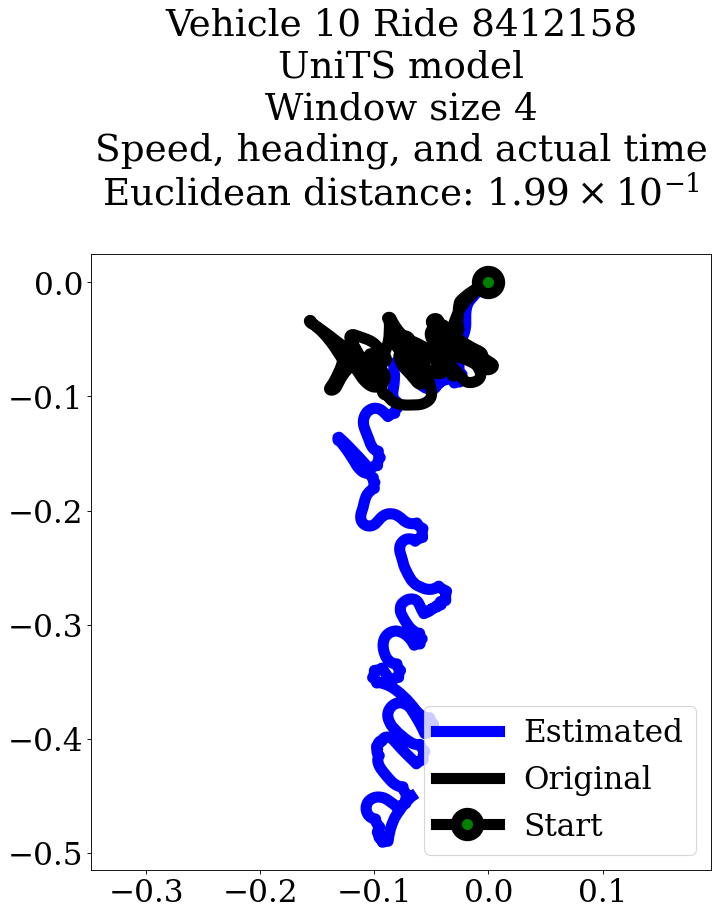 Vehicle 10 Ride 8412158
UniTS model
Window size 4
Speed, heading, and actual time
Euclidean distance: 1.99 × 10⁻¹
0.0
−0.1
−0.2
−0.3
−0.4
−0.5
Estimated
Original
Start
−0.3 −0.2 −0.1 0.0 0.1